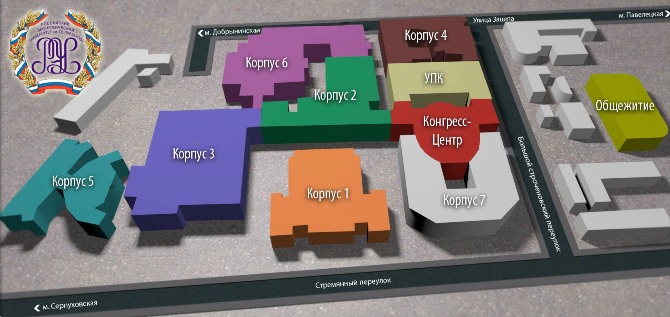 м. Добрынинская
Улица Зацепа
м. Павелецкая
Корпус 4
Корпус 6
УПК
Корпус 2
Общежитие
Конгресс-
Центр
Корпус 3
Корпус 5
Корпус 1
Корпус 7
Большой строченовский переулок
Стремянный переулок
м. Серпуховская